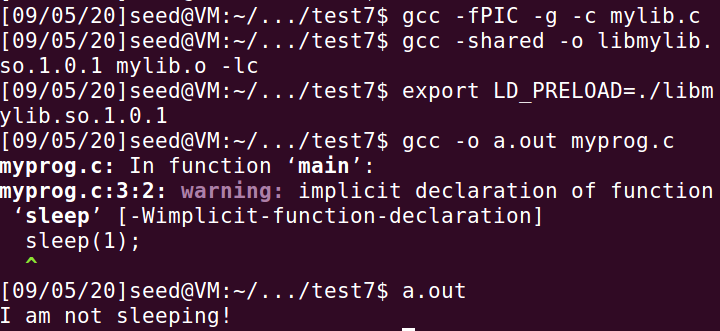 [09/05/20]seed@VM:~/.../test7$ gcc -fPIC -g -c mylib.c
[09/05/20]seed@VM:~/.../test7$ gcc -shared -o libmylib.
so.1.0.1 mylib.o -lc
[09/05/20]seed@VM:~/.../test7$ export LD_PRELOAD=./libm
ylib.so.1.0.1
[09/05/20]seed@VM:~/.../test7$ gcc -o a.out myprog.c
myprog.c: In function ‘main’:
myprog.c:3:2: warning: implicit declaration of function
 ‘sleep’ [-Wimplicit-function-declaration]
  sleep(1);
  ^
[09/05/20]seed@VM:~/.../test7$ a.out
I am not sleeping!